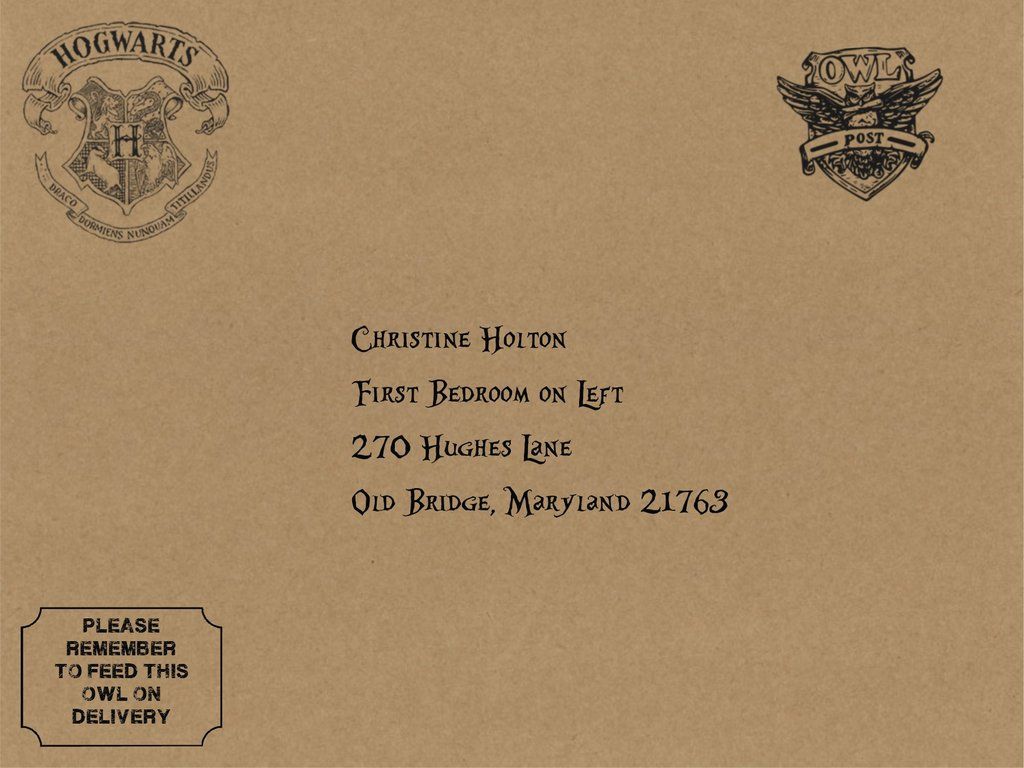 HOGWARTS
H
DRACO DORMIENS NUNQUAM TITILLANDUS
OWL
POST
Christine Holton
First Bedroom on Left
270 Hughes Lane
Old Bridge, Maryland 21763
PLEASE
REMEMBER
TO FEED THIS
OWL ON
DELIVERY